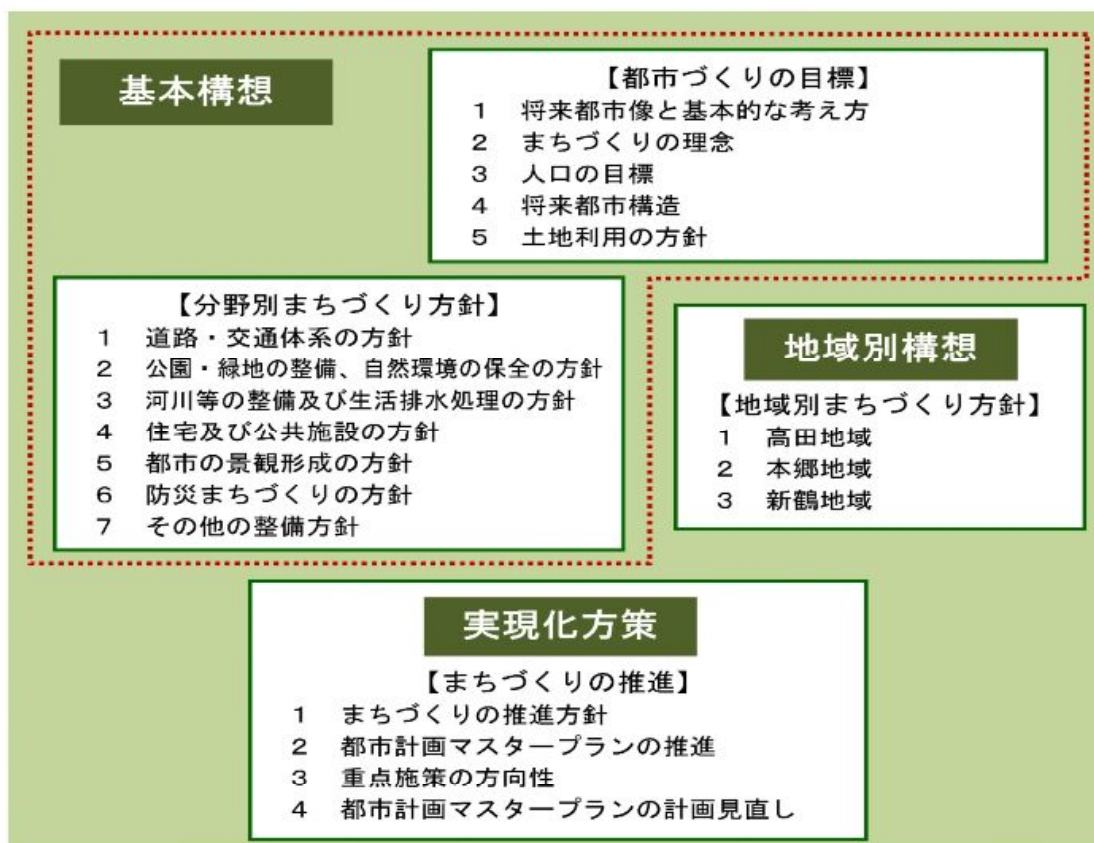 基本構想
【都市づくりの目標】
1 将来都市像と基本的な考え方
2 まちづくりの理念
3 人口の目標
4 将来都市構造
5 土地利用の方針
【分野別まちづくり方針】
1 道路・交通体系の方針
2 公園・緑地の整備、自然環境の保全の方針
3 河川等の整備及び生活排水処理の方針
4 住宅及び公共施設の方針
5 都市の景観形成の方針
6 防災まちづくりの方針
7 その他の整備方針
地域別構想
【地域別まちづくり方針】
1 高田地域
2 本郷地域
3 新鶴地域
実現化方策
【まちづくりの推進】
1 まちづくりの推進方針
2 都市計画マスタープランの推進
3 重点施策の方向性
4 都市計画マスタープランの計画見直し